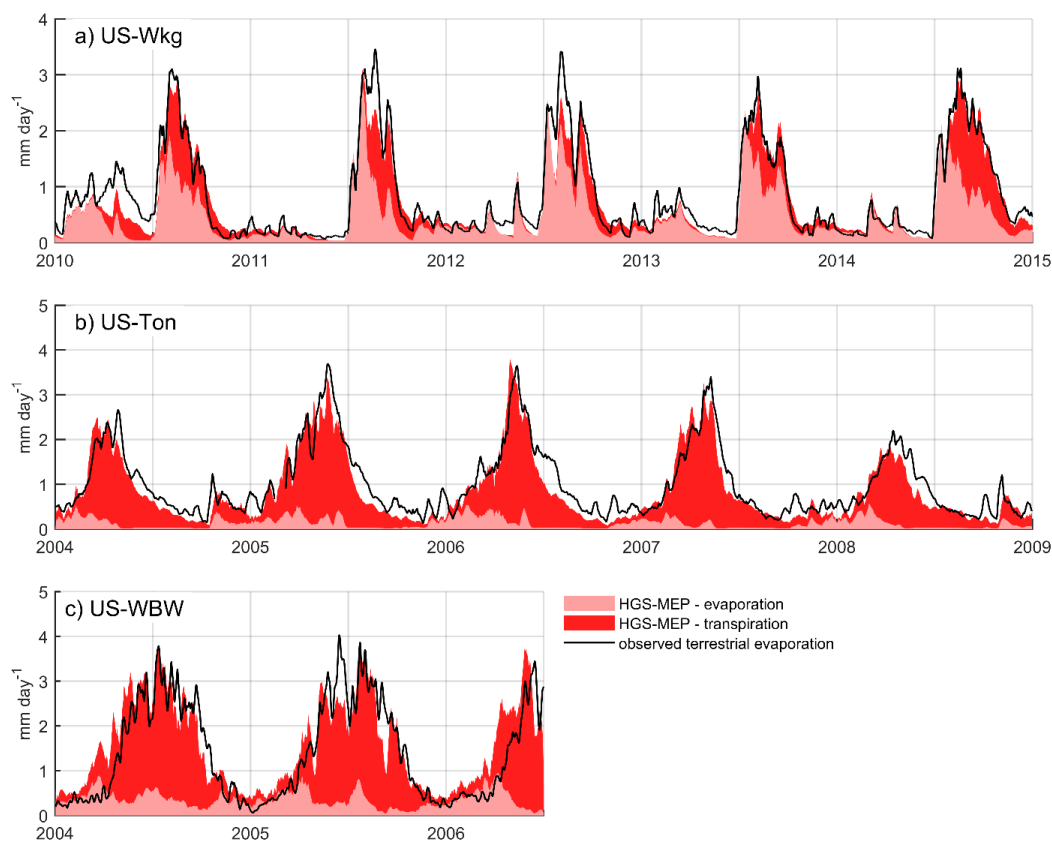 a) US-Wkg
mm day-1
4
3
2
1
0
2010 2011 2012 2013 2014 2015
b) US-Ton
mm day-1
5
4
3
2
1
0
2004 2005 2006 2007 2008 2009
c) US-WBW
mm day-1
5
4
3
2
1
0
2004 2005 2006
HGS-MEP - evaporation
HGS-MEP - transpiration
observed terrestrial evaporation